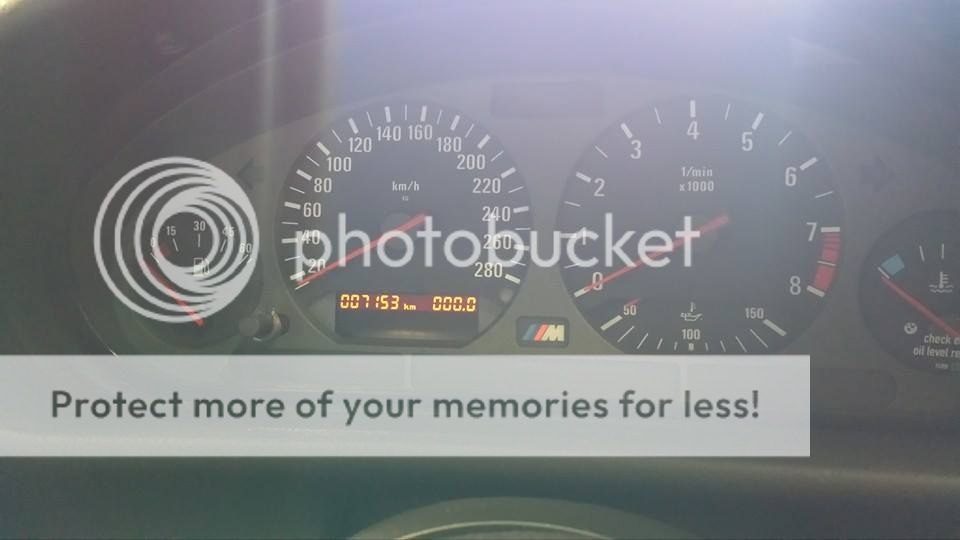 140 160
120 180
100 200
80 220
60 240
40 260
20 280
km/h
007153 km 000.0
0 15 30 45 60
1/min
x1000
0 1 2 3 4 5 6 7 8
50 100 150
M
check e
oil level re
photobucket
Protect more of your memories for less!